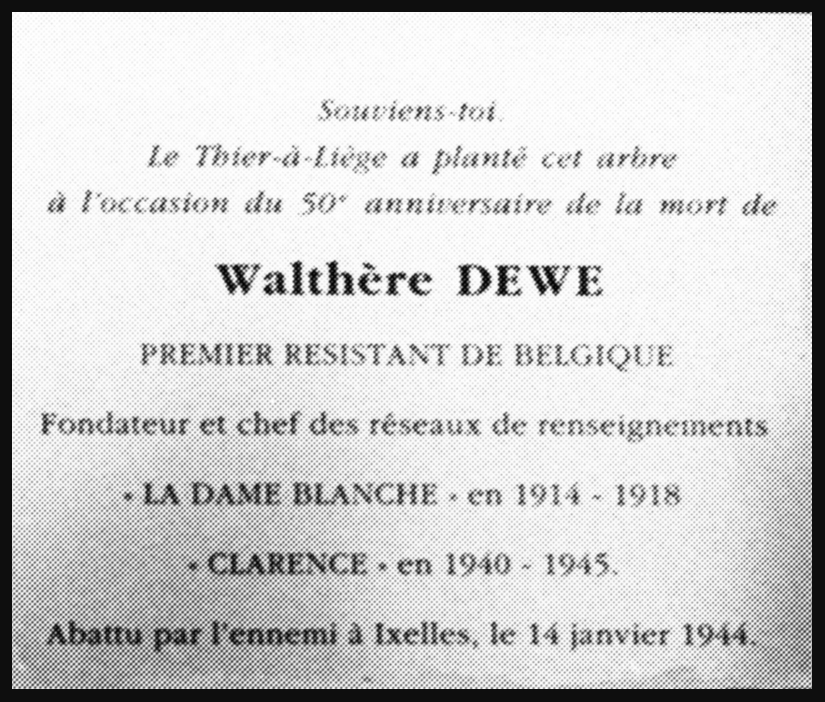 Souviens-toi.
Le Thier-à-Liège a planté cet arbre
à l'occasion du 50e anniversaire de la mort de
Walthère DEWE
PREMIER RESISTANT DE BELGIQUE
Fondateur et chef des réseaux de renseignements
« LA DAME BLANCHE » en 1914 - 1918
« CLARENCE » en 1940 - 1945.
Abattu par l'ennemi à Ixelles, le 14 janvier 1944.